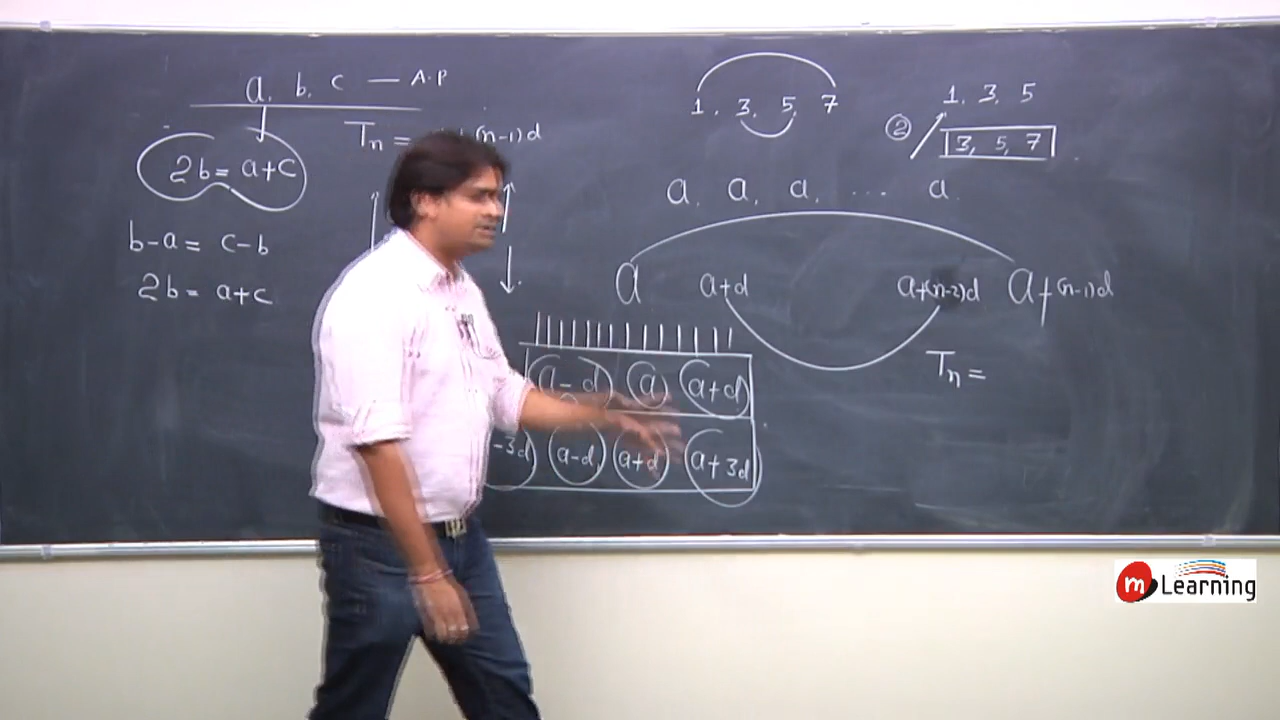 a, b, c — A.P
2b = a+c
b-a = c-b
2b = a+c
Tn = (n-1)d
1, 3, 5, 7
② 1, 3, 5
3, 5, 7
a, a, a, ... a
a a+d a+(n-2)d a+(n-1)d
Tn =
a-d a a+d
-3d a-d, a+d a+3d
m Learning